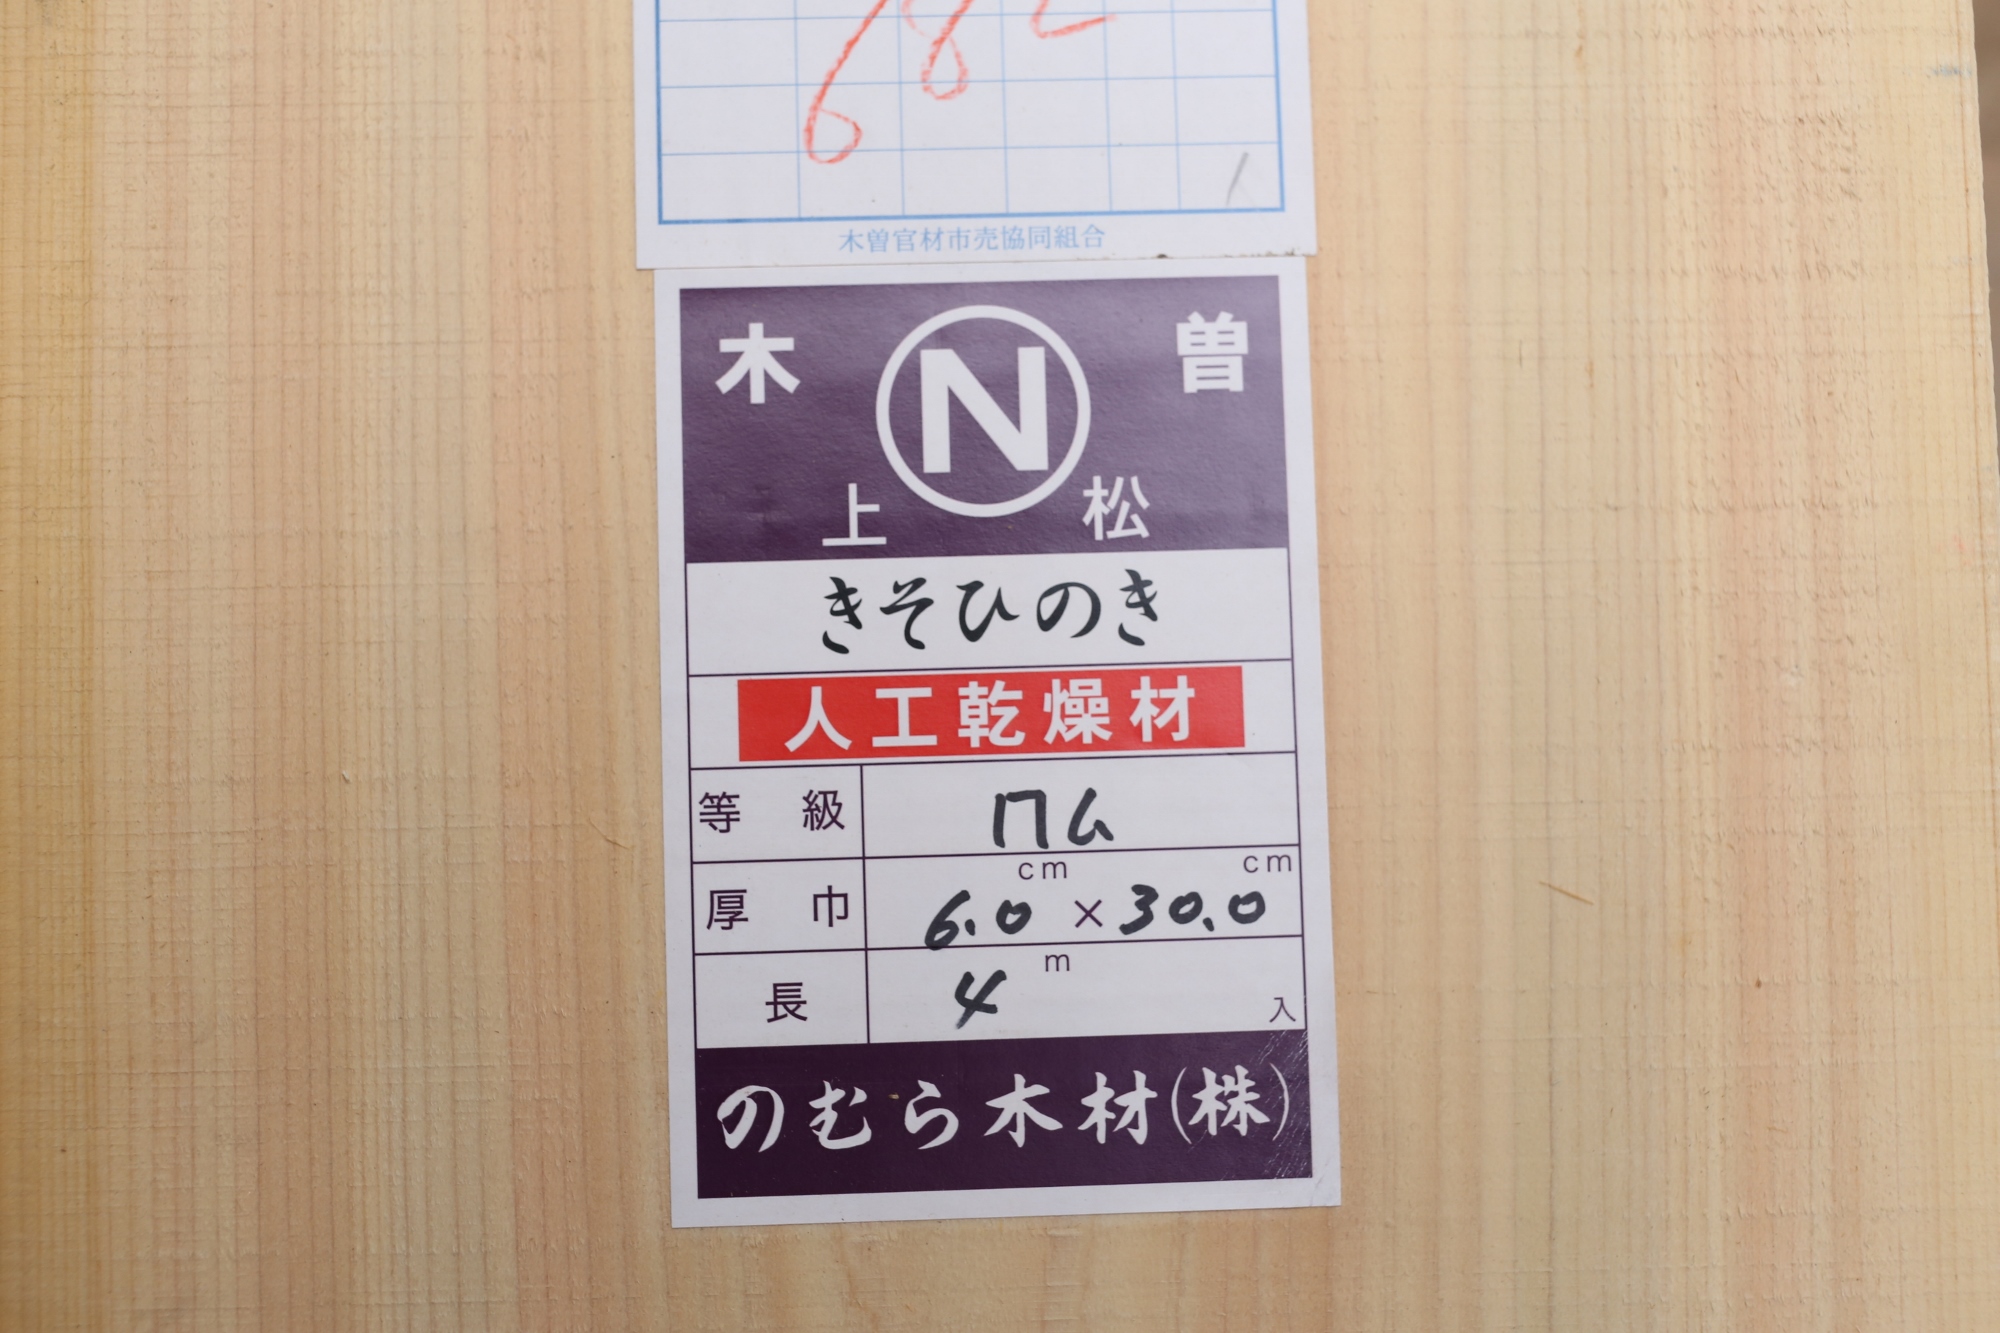 682
木曽官材市売協同組合
木 N 曽
上 松
きそひのき
人工乾燥材
等級
cm cm
厚巾 6.0 × 30.0
長 4 m 入
のむら木材(株)